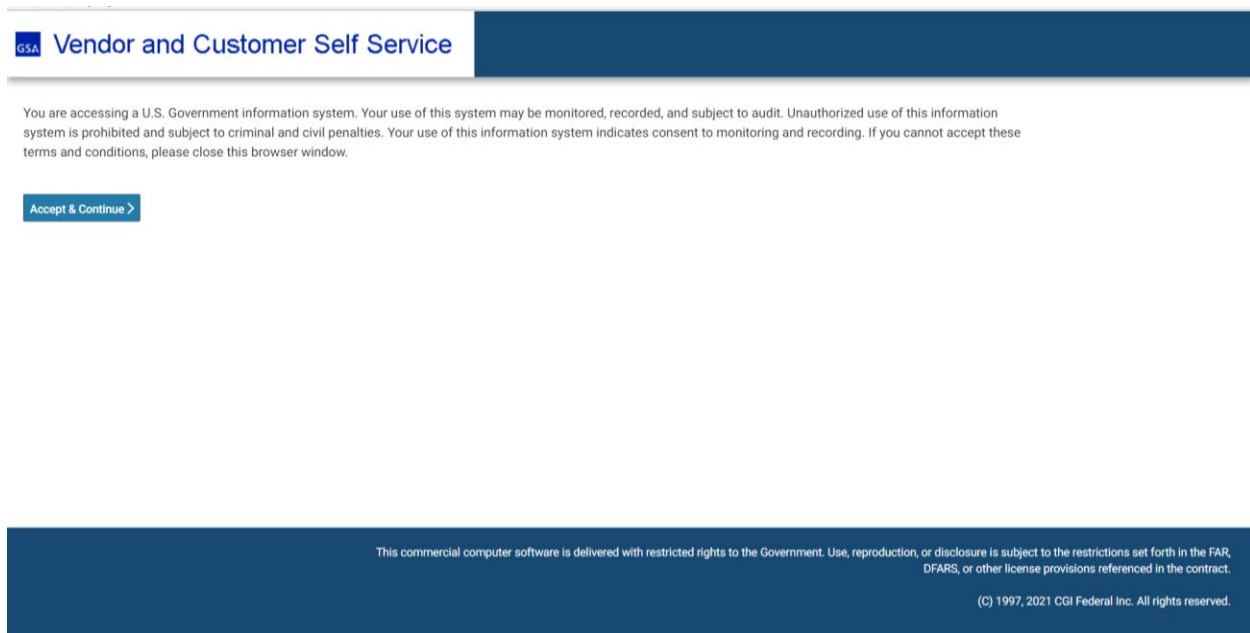 GSA Vendor and Customer Self Service
You are accessing a U.S. Government information system. Your use of this system may be monitored, recorded, and subject to audit. Unauthorized use of this information
system is prohibited and subject to criminal and civil penalties. Your use of this information system indicates consent to monitoring and recording. If you cannot accept these
terms and conditions, please close this browser window.
Accept & Continue >
This commercial computer software is delivered with restricted rights to the Government. Use, reproduction, or disclosure is subject to the restrictions set forth in the FAR,
DFARS, or other license provisions referenced in the contract.
(C) 1997, 2021 CGI Federal Inc. All rights reserved.